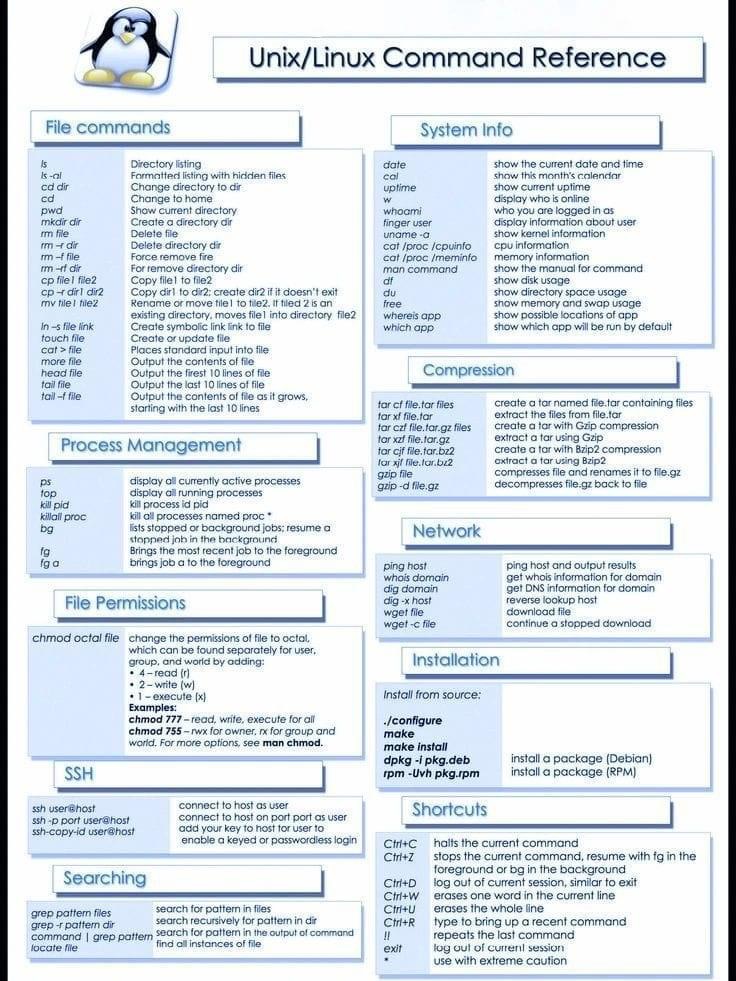 Unix/Linux Command Reference
File commands
ls Directory listing
ls -al Formatted listing with hidden files
cd dir Change directory to dir
cd Change to home
pwd Show current directory
mkdir dir Create a directory dir
rm file Delete file
rm –r dir Delete directory dir
rm –f file Force remove fire
rm –rf dir For remove directory dir
cp file1 file2 Copy file1 to file2
cp –r dir1 dir2 Copy dir1 to dir2; create dir2 if it doesn't exit
mv file1 file2 Rename or move file1 to file2. If filed 2 is an
existing directory, moves file1 into directory file2
ln –s file link Create symbolic link link to file
touch file Create or update file
cat > file Places standard input into file
more file Output the contents of file
head file Output the firest 10 lines of file
tail file Output the last 10 lines of file
tail –f file Output the contents of file as it grows,
starting with the last 10 lines
Process Management
ps display all currently active processes
top display all running processes
kill pid kill process id pid
killall proc kill all processes named proc *
bg lists stopped or background jobs; resume a
stopped job in the background
fg Brings the most recent job to the foreground
fg a brings job a to the foreground
File Permissions
chmod octal file change the permissions of file to octal,
which can be found separately for user,
group, and world by adding:
• 4 – read (r)
• 2 – write (w)
• 1 – execute (x)
Examples:
chmod 777 – read, write, execute for all
chmod 755 – rwx for owner, rx for group and
world. For more options, see man chmod.
SSH
ssh user@host connect to host as user
ssh -p port user@host connect to host on port port as user
ssh-copy-id user@host add your key to host tor user to
enable a keyed or passwordless login
Searching
grep pattern files search for pattern in files
grep -r pattern dir search recursively for pattern in dir
command | grep pattern search for pattern in the output of command
locate file find all instances of file
System Info
date show the current date and time
cal show this month's calendar
uptime show current uptime
w display who is online
whoami who you are logged in as
finger user display information about user
uname -a show kernel information
cat /proc /cpuinfo cpu information
cat /proc /meminfo memory information
man command show the manual for command
df show disk usage
du show directory space usage
free show memory and swap usage
whereis app show possible locations of app
which app show which app will be run by default
Compression
tar cf file.tar files create a tar named file.tar containing files
tar xf file.tar extract the files from file.tar
tar czf file.tar.gz files create a tar with Gzip compression
tar xzf file.tar.gz extract a tar using Gzip
tar cjf file.tar.bz2 create a tar with Bzip2 compression
tar xjf file.tar.bz2 extract a tar using Bzip2
gzip file compresses file and renames it to file.gz
gzip -d file.gz decompresses file.gz back to file
Network
ping host ping host and output results
whois domain get whois information for domain
dig domain get DNS information for domain
dig -x host reverse lookup host
wget file download file
wget -c file continue a stopped download
Installation
Install from source:
./configure
make
make install
dpkg -i pkg.deb install a package (Debian)
rpm -Uvh pkg.rpm install a package (RPM)
Shortcuts
Ctrl+C halts the current command
Ctrl+Z stops the current command, resume with fg in the
foreground or bg in the background
Ctrl+D log out of current session, similar to exit
Ctrl+W erases one word in the current line
Ctrl+U erases the whole line
Ctrl+R type to bring up a recent command
!! repeats the last command
exit log out of current session
* use with extreme caution